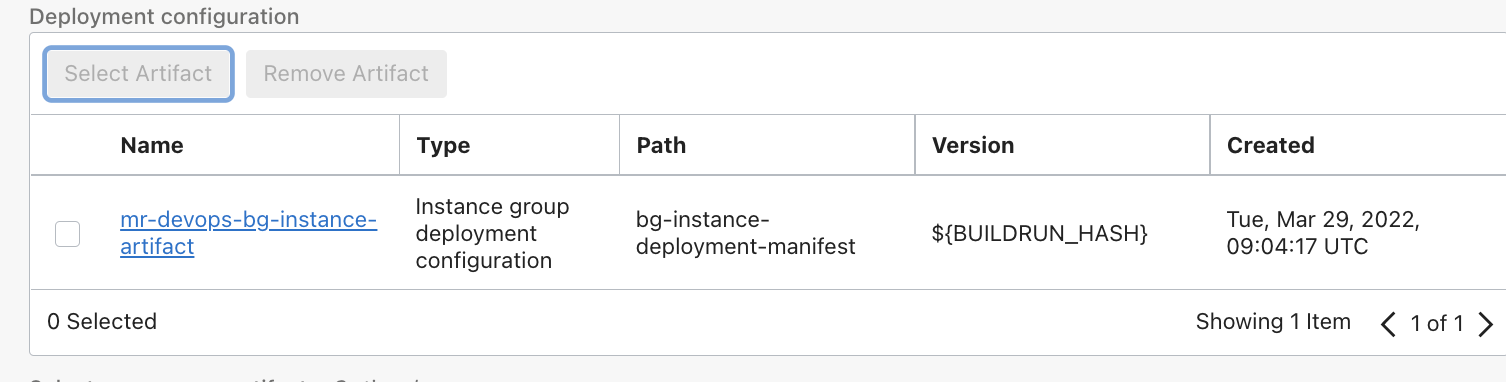 Deployment configuration
Select Artifact Remove Artifact
Name Type Path Version Created
mr-devops-bg-instance-
artifact
Instance group
deployment
configuration
bg-instance-
deployment-manifest
${BUILDRUN_HASH}
Tue, Mar 29, 2022,
09:04:17 UTC
0 Selected
Showing 1 Item
1 of 1